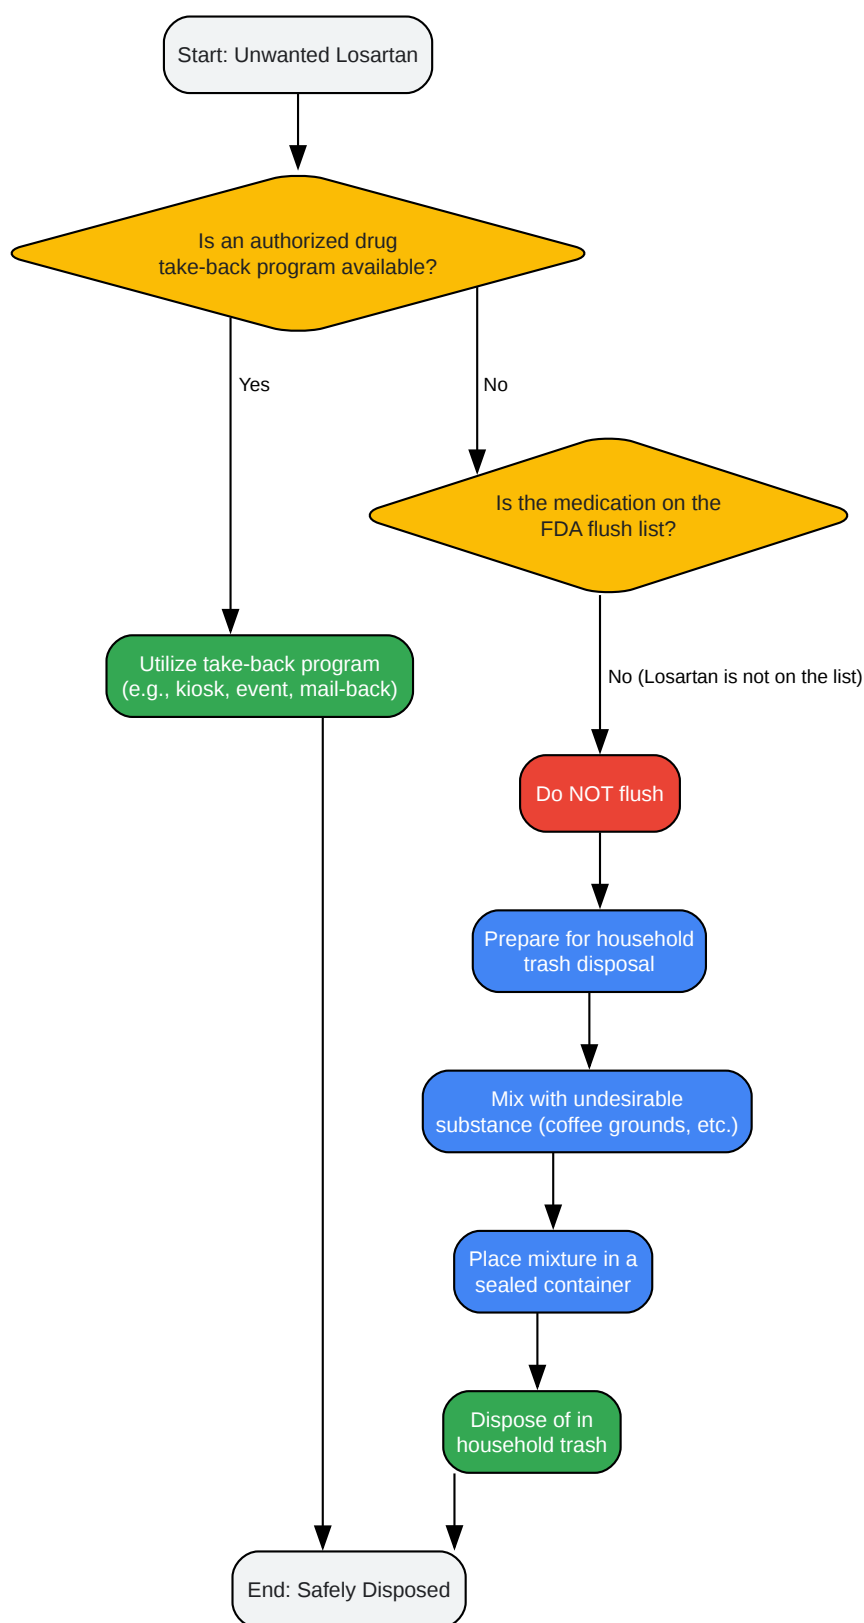 Start: Unwanted Losartan
Is an authorized drug
take-back program available?
Yes
No
Is the medication on the
FDA flush list?
Utilize take-back program
(e.g., kiosk, event, mail-back)
No (Losartan is not on the list)
Do NOT flush
Prepare for household
trash disposal
Mix with undesirable
substance (coffee grounds, etc.)
Place mixture in a
sealed container
Dispose of in
household trash
End: Safely Disposed